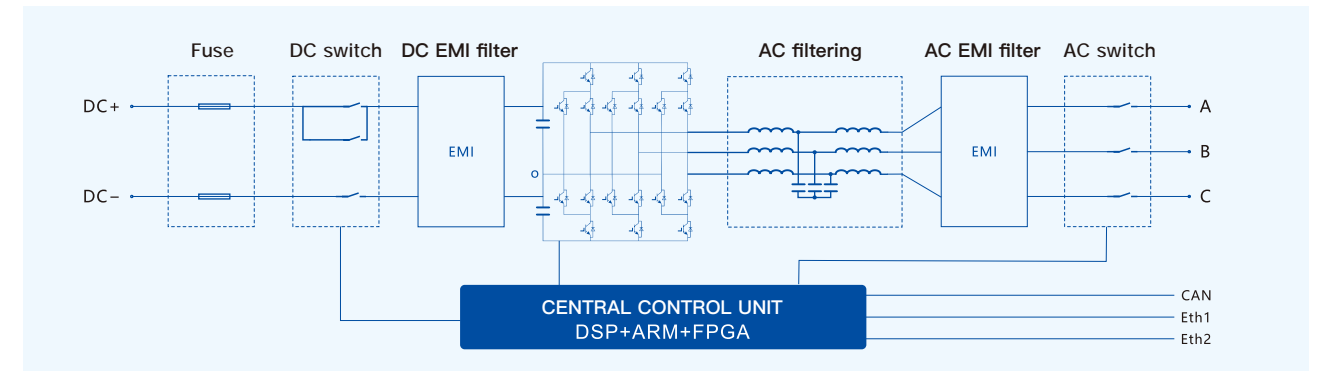 Fuse
DC switch
DC EMI filter
AC filtering
AC EMI filter
AC switch
DC+
A
EMI
EMI
B
o
DC−
C
CENTRAL CONTROL UNIT
DSP+ARM+FPGA
CAN
Eth1
Eth2